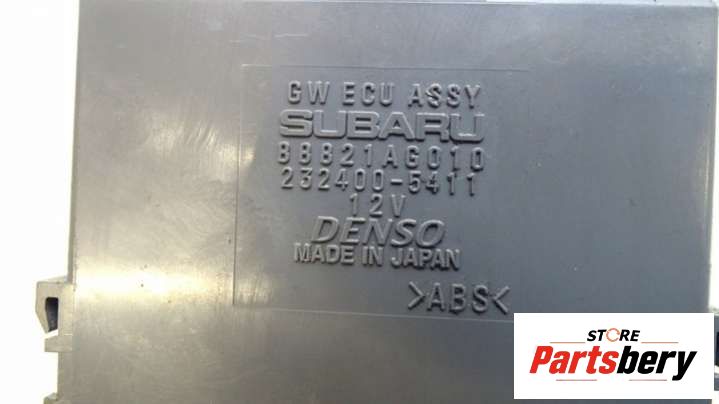 GW ECU ASSY
SUBARU
88821AG010
232400-5411
12V
DENSO
MADE IN JAPAN
>ABS<
STORE
Partsbery